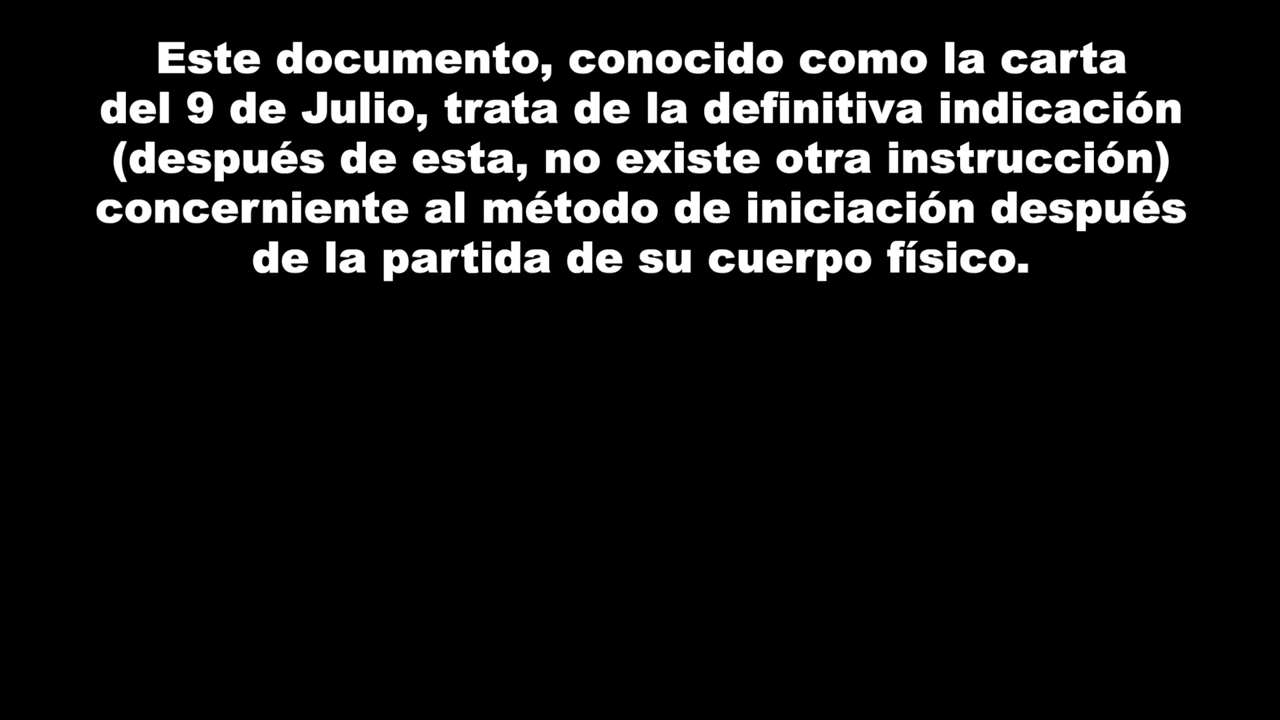 Este documento, conocido como la carta
del 9 de Julio, trata de la definitiva indicación
(después de esta, no existe otra instrucción)
concerniente al método de iniciación después
de la partida de su cuerpo físico.